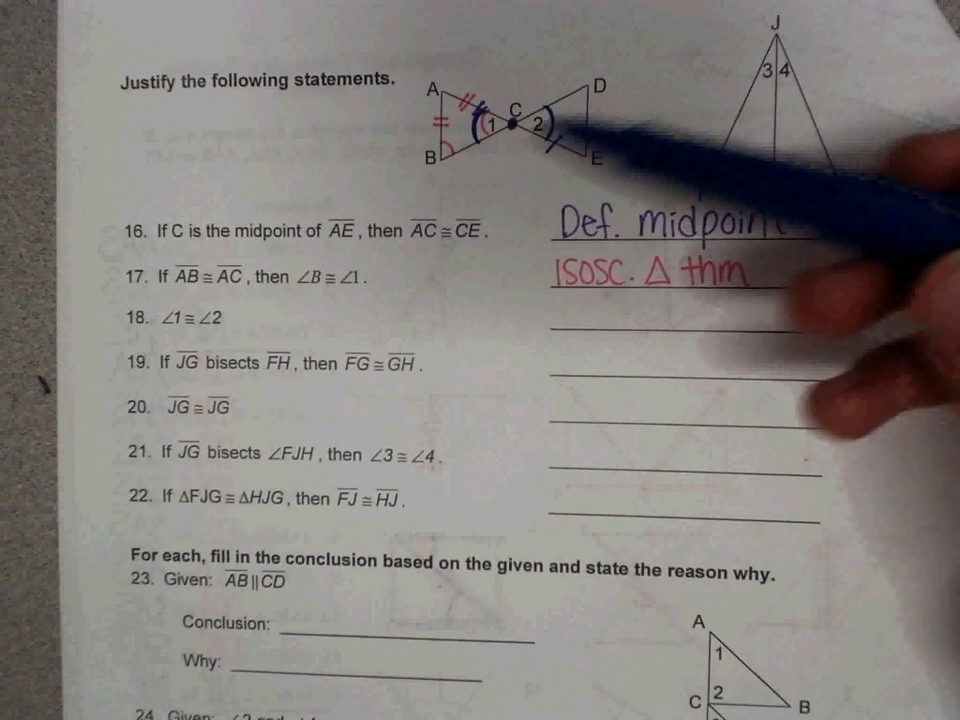 J
3 4
Justify the following statements.
A D
C
1 2
B E
16. If C is the midpoint of AE, then AC ≅ CE. Def. midpoint
17. If AB ≅ AC, then ∠B ≅ ∠1. ISOSC. Δ thm
18. ∠1 ≅ ∠2
19. If JG bisects FH, then FG ≅ GH.
20. JG ≅ JG
21. If JG bisects ∠FJH, then ∠3 ≅ ∠4.
22. If ΔFJG ≅ ΔHJG, then FJ ≅ HJ.
For each, fill in the conclusion based on the given and state the reason why.
23. Given: AB || CD
Conclusion:
A
1
Why:
2
C B
24. Given: